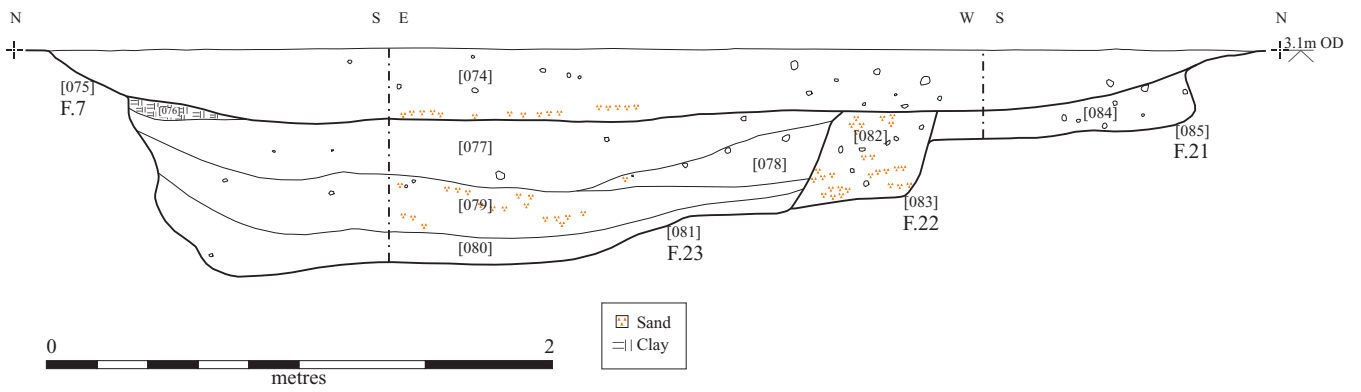 N S E W S N
3.1m OD
[075]
F.7
[076]
[074]
[077]
[078]
[079]
[080]
[081]
F.23
[082]
[083]
F.22
[084]
[085]
F.21
Sand
Clay
0 2
metres